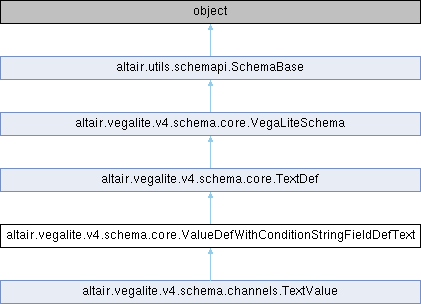 object
altair.utils.schemapi.SchemaBase
altair.vegalite.v4.schema.core.VegaLiteSchema
altair.vegalite.v4.schema.core.TextDef
altair.vegalite.v4.schema.core.ValueDefWithConditionStringFieldDefText
altair.vegalite.v4.schema.channels.TextValue